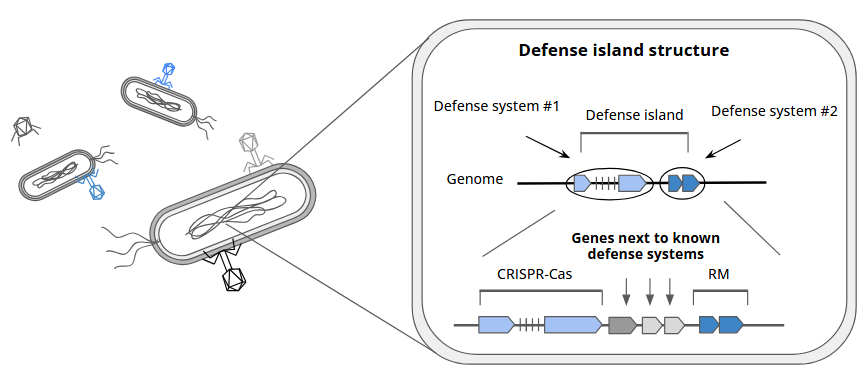 Defense island structure
Defense system #1
Defense island
Defense system #2
Genome
Genes next to known
defense systems
CRISPR-Cas
RM